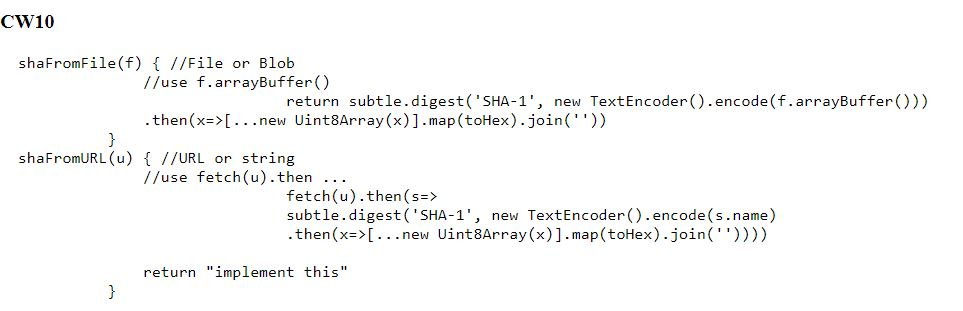 CW10
shaFromFile(f) { //File or Blob
//use f.arrayBuffer()
return subtle.digest('SHA-1', new TextEncoder().encode(f.arrayBuffer()))
.then(x=>[...new Uint8Array(x)].map(toHex).join(''))
}
shaFromURL(u) { //URL or string
//use fetch(u).then ...
fetch(u).then(s=>
subtle.digest('SHA-1', new TextEncoder().encode(s.name)
.then(x=>[...new Uint8Array(x)].map(toHex).join(''))))
return "implement this"
}